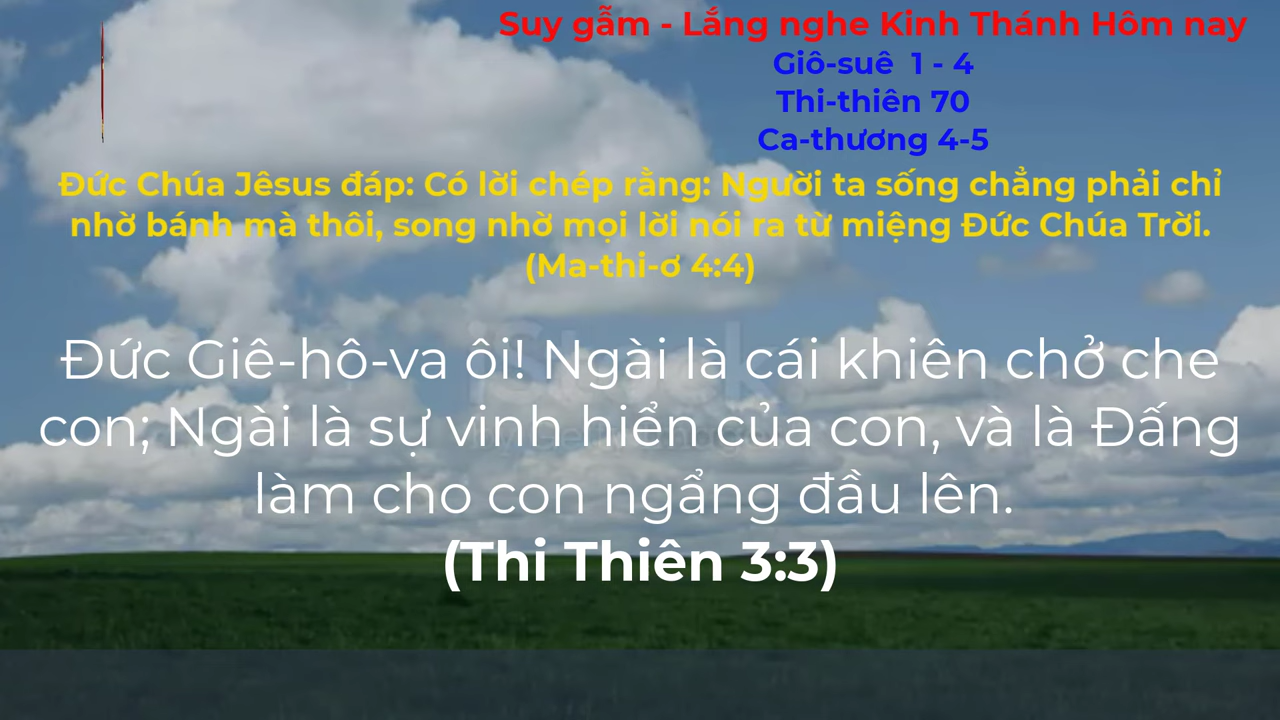 Suy gẫm - Lắng nghe Kinh Thánh Hôm nay
Giô-suê 1 - 4
Thi-thiên 70
Ca-thương 4-5
Đức Chúa Jêsus đáp: Có lời chép rằng: Người ta sống chẳng phải chỉ
nhờ bánh mà thôi, song nhờ mọi lời nói ra từ miệng Đức Chúa Trời.
(Ma-thi-ơ 4:4)
Đức Giê-hô-va ôi! Ngài là cái khiên chở che
con; Ngài là sự vinh hiển của con, và là Đấng
làm cho con ngẩng đầu lên.
(Thi Thiên 3:3)